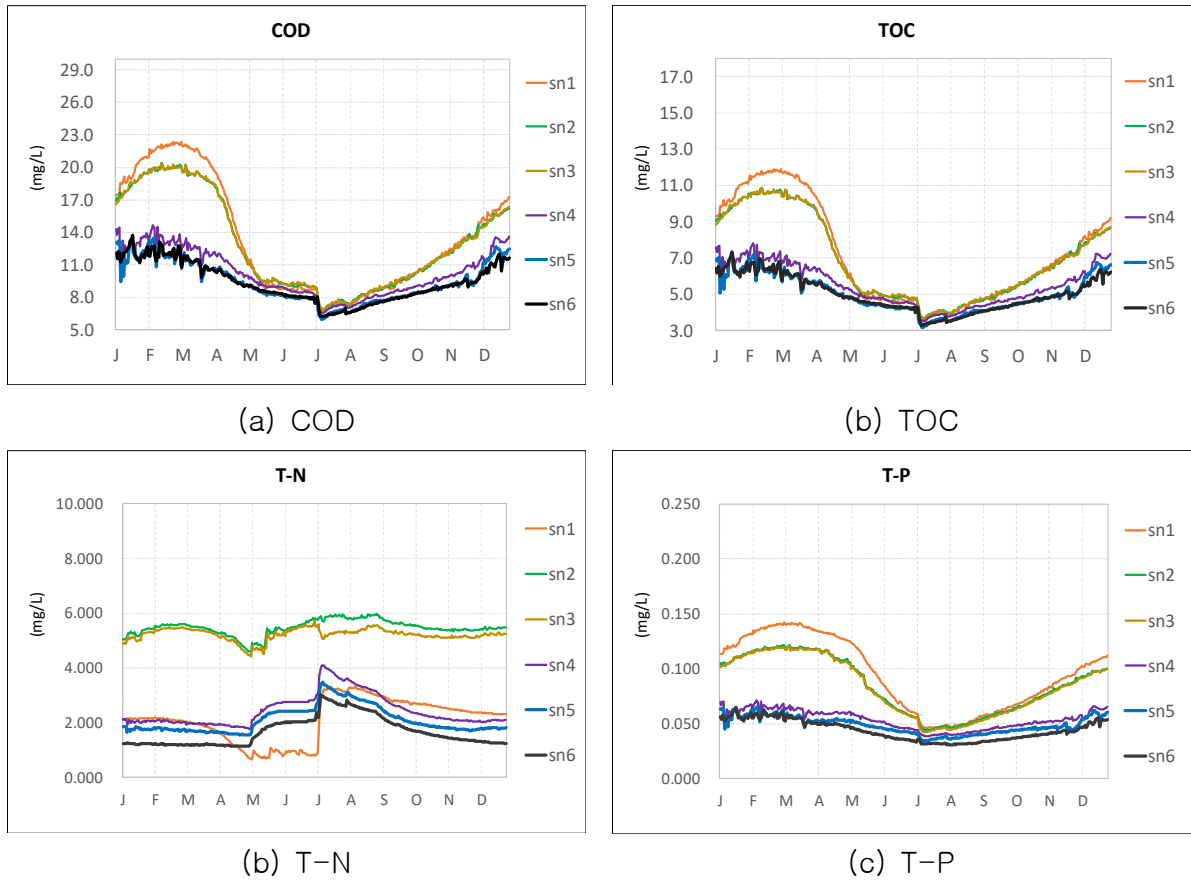 COD
29.0
26.0
23.0
20.0
17.0
14.0
11.0
8.0
5.0
(mg/L)
J F M A M J J A S O N D
sn1
sn2
sn3
sn4
sn5
sn6
(a) COD
TOC
17.0
15.0
13.0
11.0
9.0
7.0
5.0
3.0
(mg/L)
J F M A M J J A S O N D
sn1
sn2
sn3
sn4
sn5
sn6
(b) TOC
T-N
10.000
8.000
6.000
4.000
2.000
0.000
(mg/L)
J F M A M J J A S O N D
sn1
sn2
sn3
sn4
sn5
sn6
(b) T-N
T-P
0.250
0.200
0.150
0.100
0.050
0.000
(mg/L)
J F M A M J J A S O N D
sn1
sn2
sn3
sn4
sn5
sn6
(c) T-P